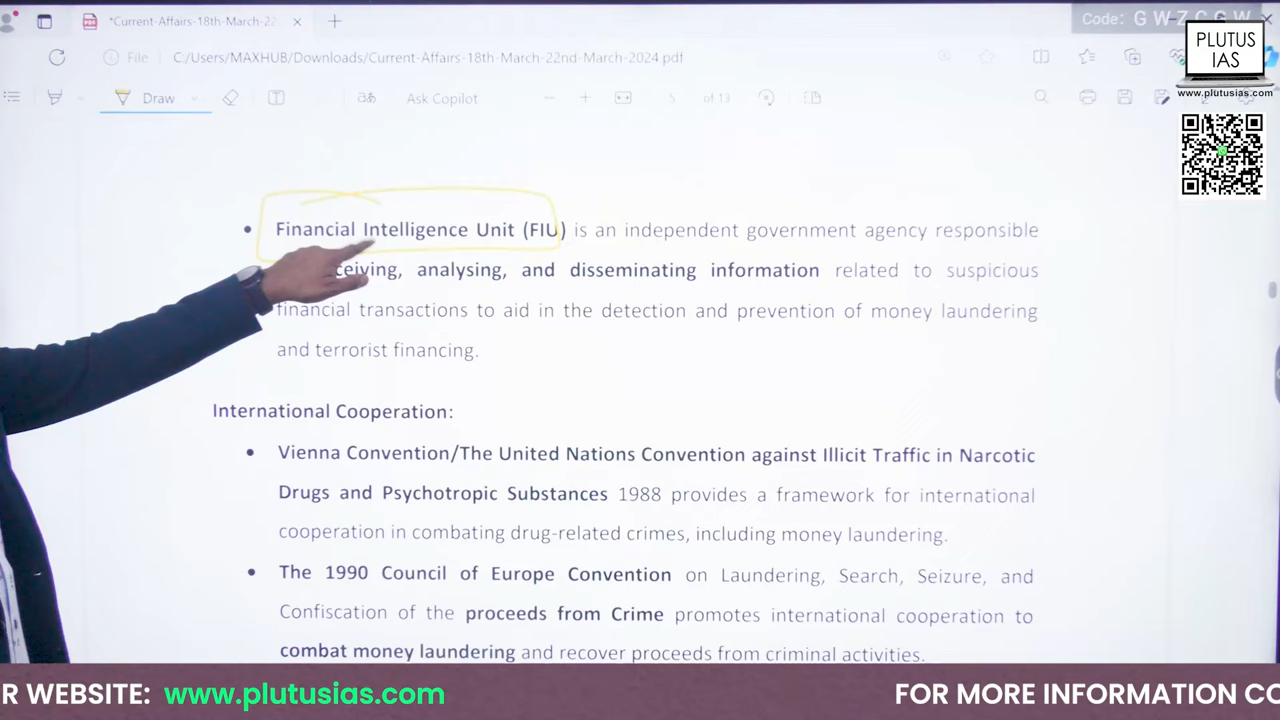 *Current-Affairs-18th-March-22
Code: G W Z C G W
File C:/Users/MAXHUB/Downloads/Current-Affairs-18th-March-22nd-March-2024 pdf
PLUTUS
IAS
www.plutusias.com
Draw Ask Copilot 5 of 13
Financial Intelligence Unit (FIU) is an independent government agency responsible
ceiving, analysing, and disseminating information related to suspicious
financial transactions to aid in the detection and prevention of money laundering
and terrorist financing.
International Cooperation:
Vienna Convention/The United Nations Convention against Illicit Traffic in Narcotic
Drugs and Psychotropic Substances 1988 provides a framework for international
cooperation in combating drug-related crimes, including money laundering.
The 1990 Council of Europe Convention on Laundering, Search, Seizure, and
Confiscation of the proceeds from Crime promotes international cooperation to
combat money laundering and recover proceeds from criminal activities.
R WEBSITE: www.plutusias.com FOR MORE INFORMATION CO